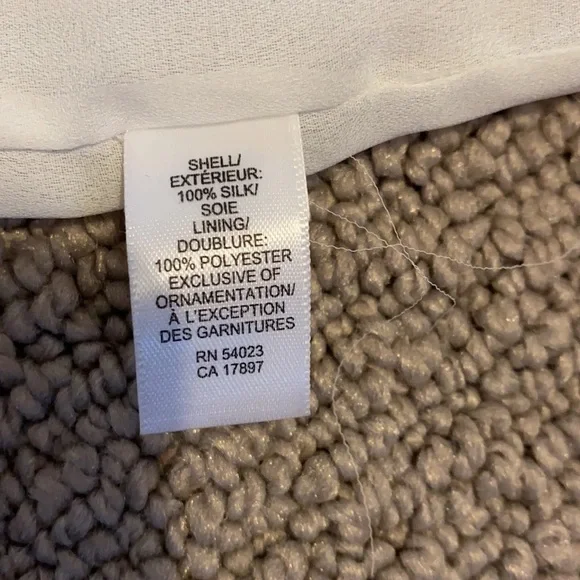 SHELL/
EXTÉRIEUR:
100% SILK/
SOIE
LINING/
DOUBLURE:
100% POLYESTER
EXCLUSIVE OF
ORNAMENTATION/
À L'EXCEPTION
DES GARNITURES
RN 54023
CA 17897